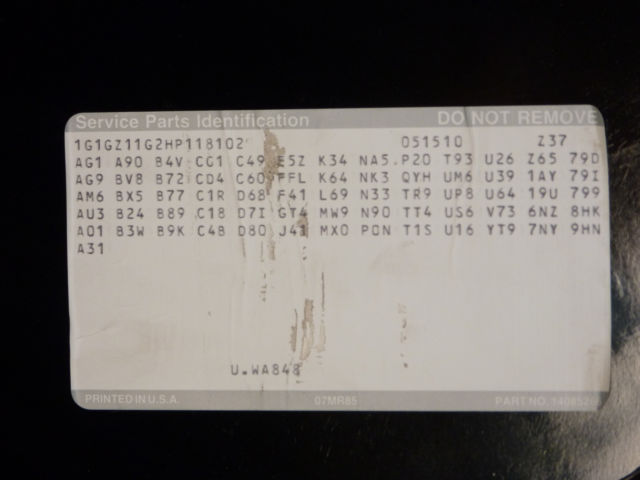 Service Parts Identification DO NOT REMOVE
1G1GZ11G2HP118102 051510 Z37
AG1 A90 B4V CC1 C49 E5Z K34 NA5 P20 T93 U26 Z65 79D
AG9 BV8 B72 CD4 C60 FFL K64 NK3 QYH UM6 U39 1AY 79I
AM6 BX5 B77 C1R D68 F41 L69 N33 TR9 UP8 U64 19U 799
AU3 B24 B89 C18 D7I GT4 MW9 N90 TT4 US6 V73 6NZ 8HK
A01 B3W B9K C4B D80 J41 MX0 PON T1S U16 YT9 7NY 9HN
A31
U.WA848
PRINTED IN U.S.A. 07MR85 PART NO.